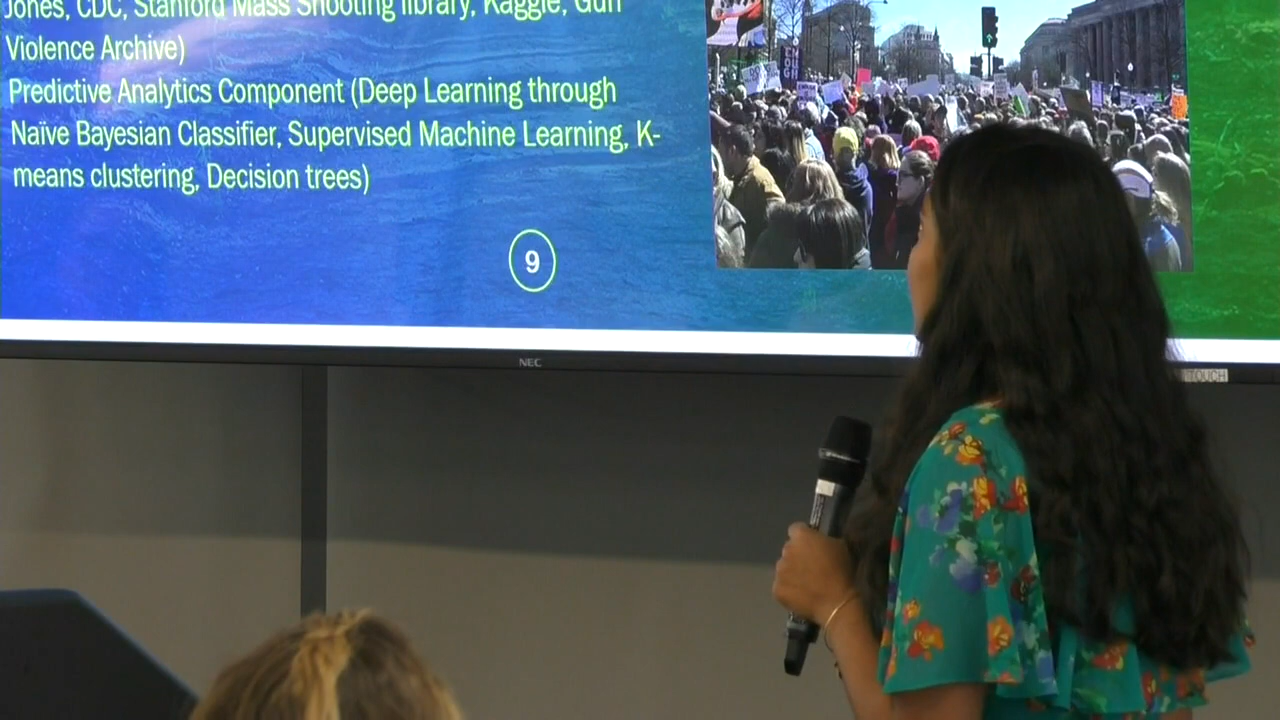 Jones, CDC, Stanford Mass Shooting library, Kaggle, Gun
Violence Archive)
Predictive Analytics Component (Deep Learning through
Naïve Bayesian Classifier, Supervised Machine Learning, K-
means clustering, Decision trees)
9
NEC
TOUCH